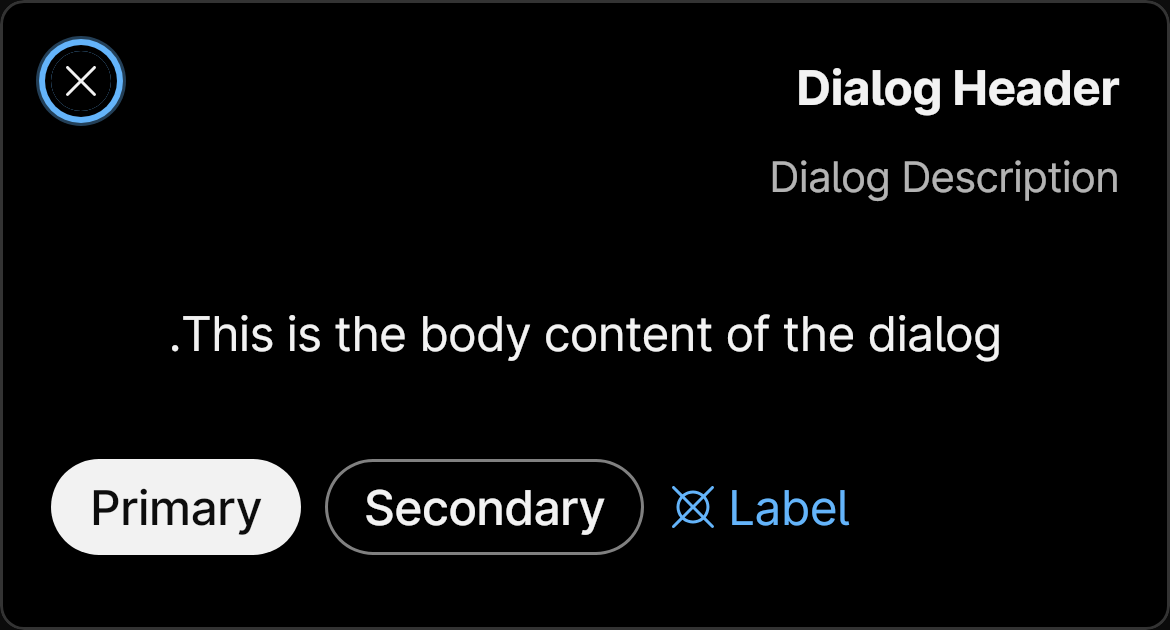 Dialog Header
Dialog Description
.This is the body content of the dialog
Primary
Secondary
Label